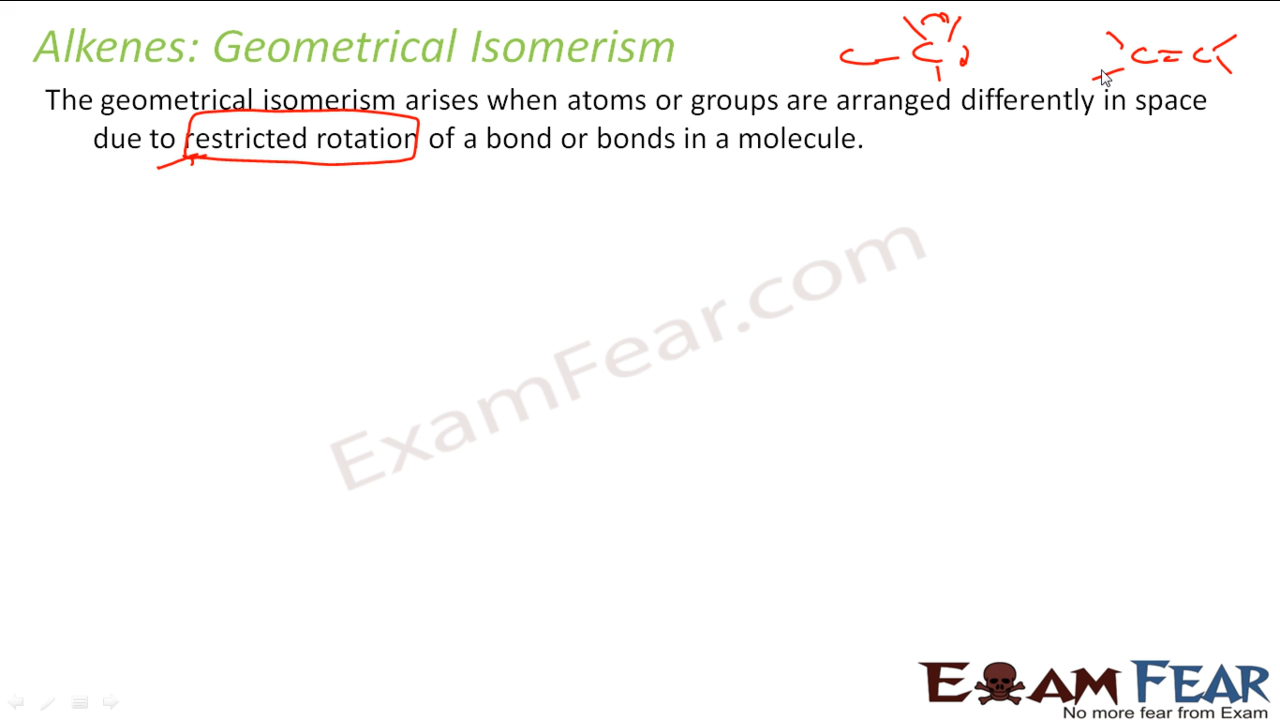 Alkenes: Geometrical Isomerism
C - C
C = C
The geometrical isomerism arises when atoms or groups are arranged differently in space
due to restricted rotation of a bond or bonds in a molecule.
ExamFear.com
EXAM FEAR
No more fear from Exam